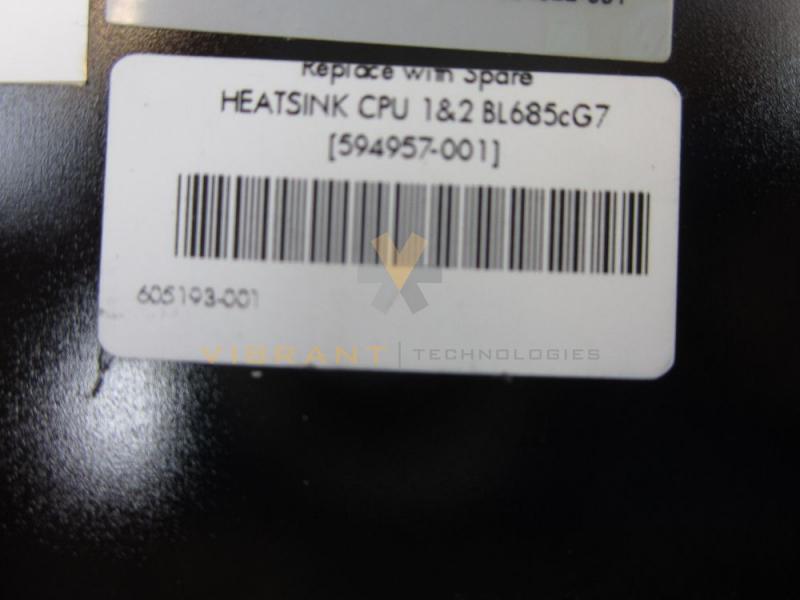 Replace with Spare
HEATSINK CPU 1&2 BL685cG7
[594957-001]
605193-001
VIBRANT | TECHNOLOGIES